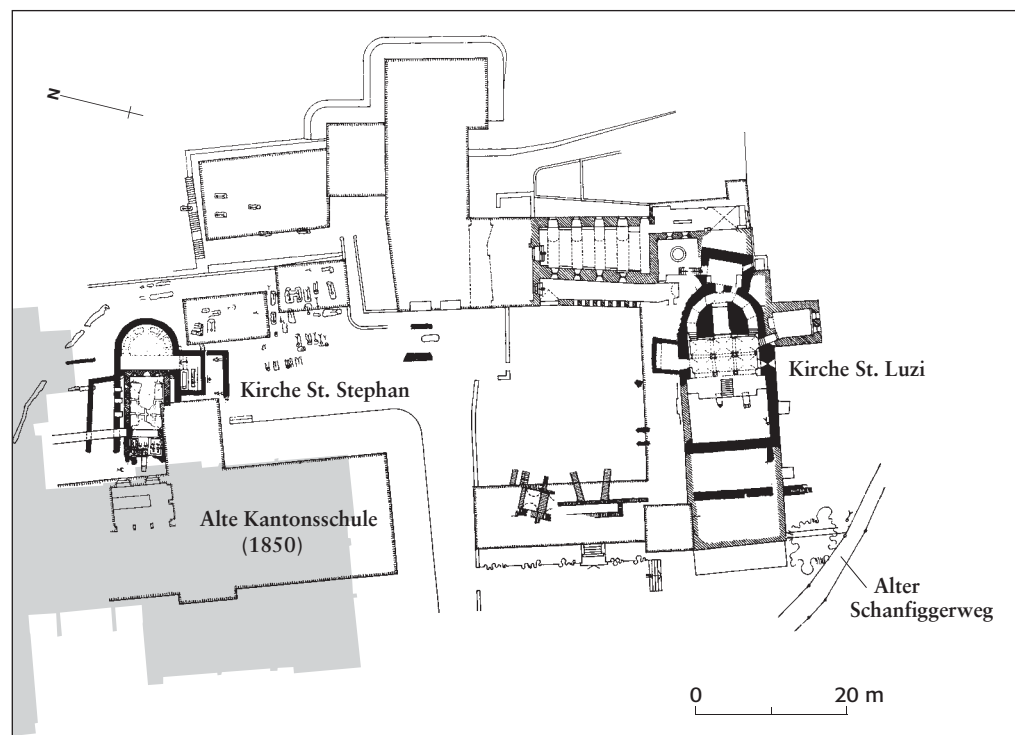 N
Kirche St. Stephan
Kirche St. Luzi
Alte Kantonsschule
(1850)
Alter
Schanfiggerweg
0 20 m